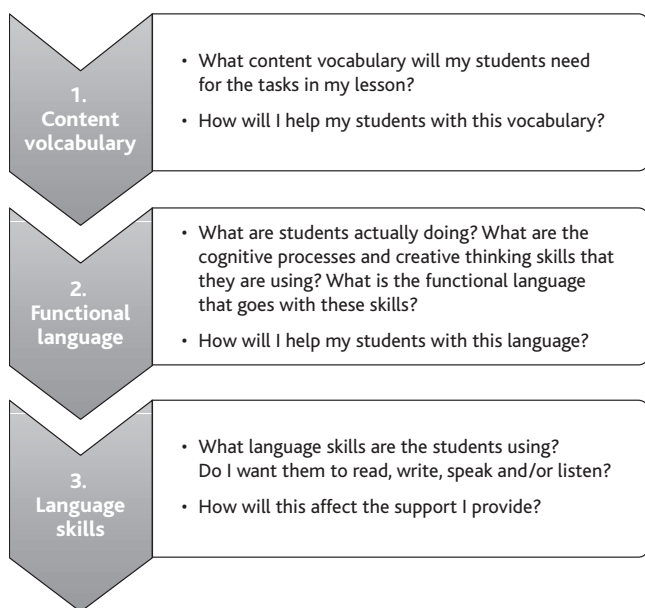 1.
Content
volcabulary
• What content vocabulary will my students need
for the tasks in my lesson?
• How will I help my students with this vocabulary?
2.
Functional
language
• What are students actually doing? What are the
cognitive processes and creative thinking skills that
they are using? What is the functional language
that goes with these skills?
• How will I help my students with this language?
3.
Language
skills
• What language skills are the students using?
Do I want them to read, write, speak and/or listen?
• How will this affect the support I provide?